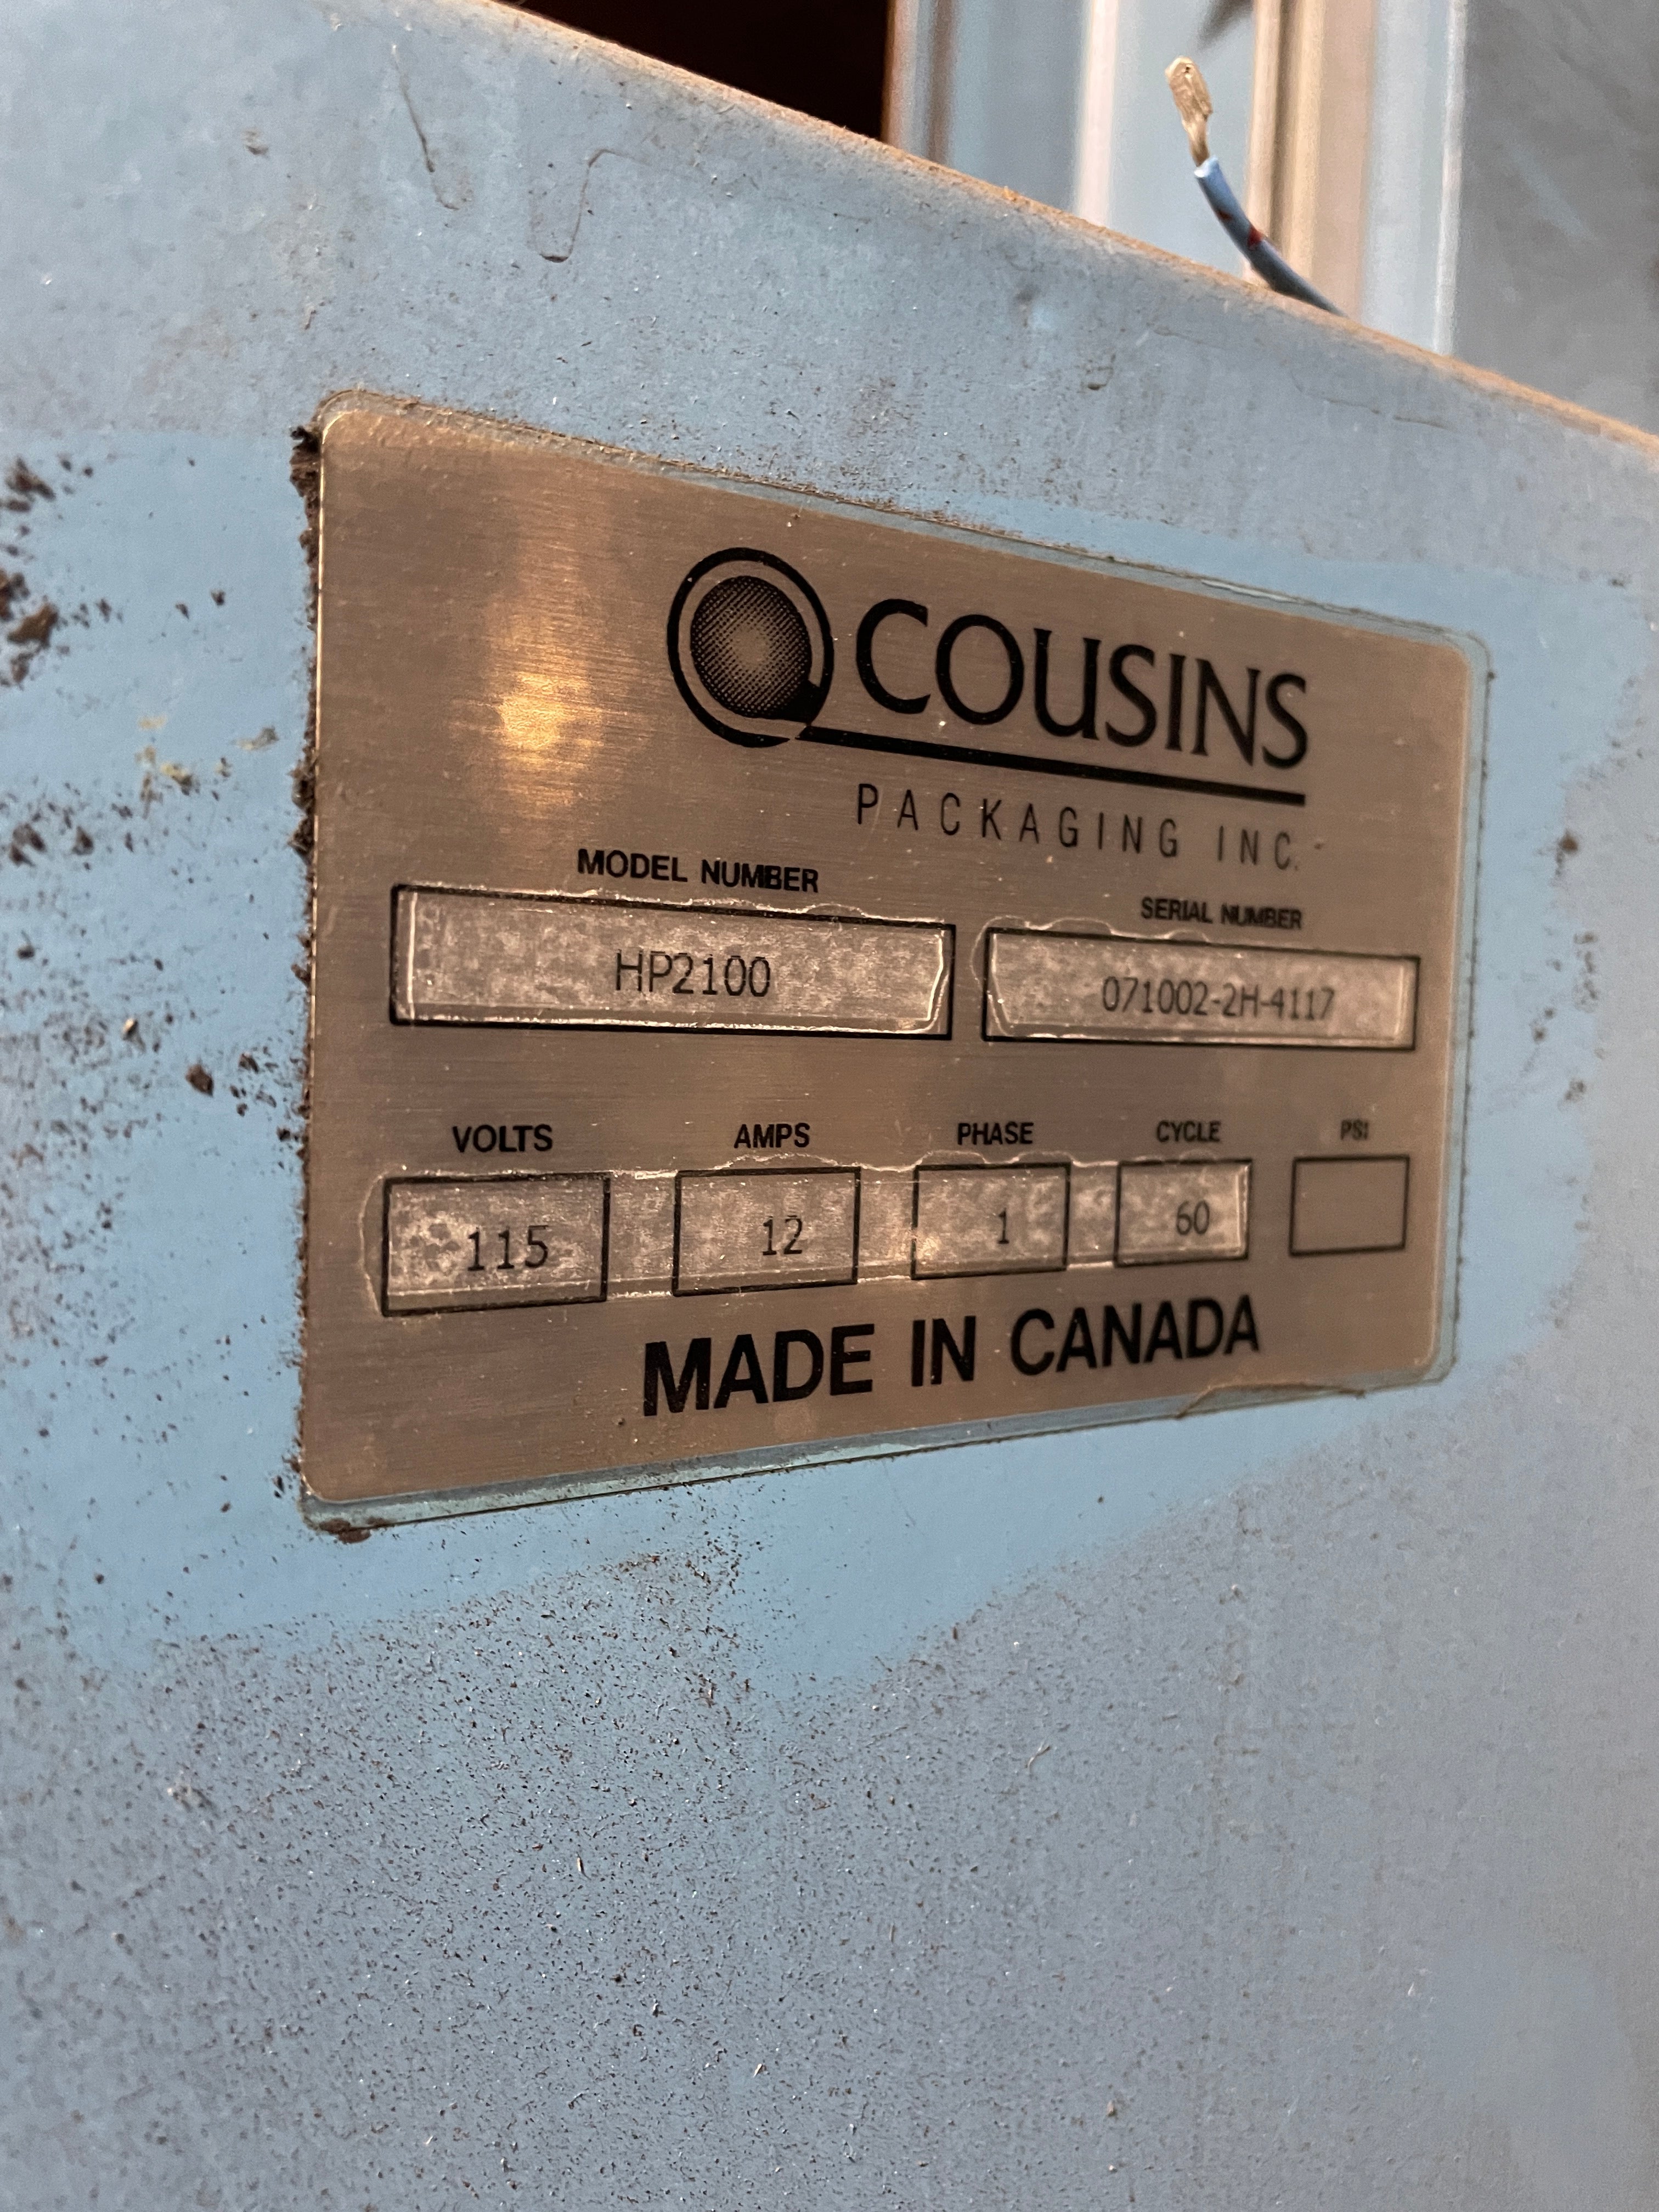 COUSINS
PACKAGING INC.
MODEL NUMBER SERIAL NUMBER
HP2100 071002-2H-4117
VOLTS AMPS PHASE CYCLE PSI
115 12 1 60
MADE IN CANADA